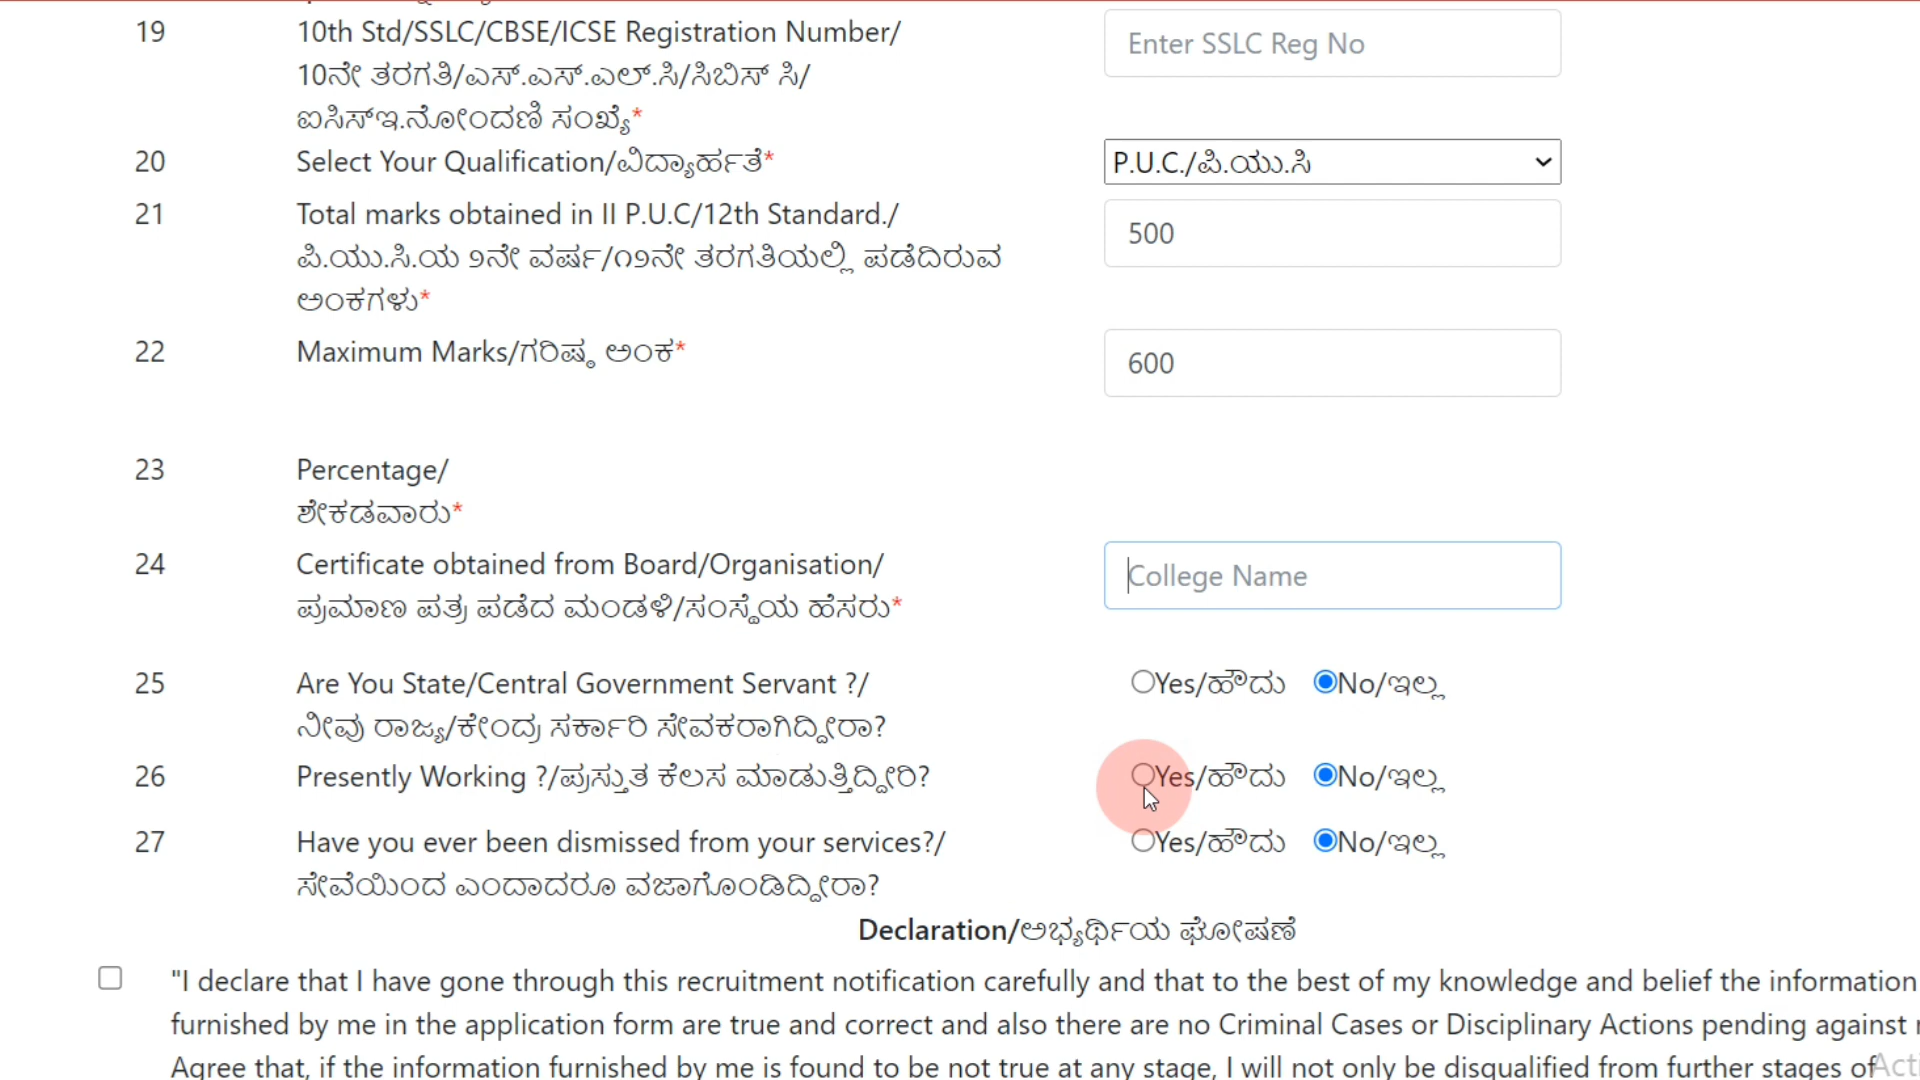 19 10th Std/SSLC/CBSE/ICSE Registration Number/ Enter SSLC Reg No
10ನೇ ತರಗತಿ/ಎಸ್.ಎಸ್.ಎಲ್.ಸಿ/ಸಿಬಿಸ್ ಸಿ/
ಐಸಿಸ್ಇ.ನೋಂದಣಿ ಸಂಖ್ಯೆ*
20 Select Your Qualification/ವಿದ್ಯಾರ್ಹತೆ* P.U.C./ಪಿ.ಯು.ಸಿ
21 Total marks obtained in II P.U.C/12th Standard./ 500
ಪಿ.ಯು.ಸಿ.ಯ ೨ನೇ ವರ್ಷ/೧೨ನೇ ತರಗತಿಯಲ್ಲಿ ಪಡೆದಿರುವ
ಅಂಕಗಳು*
22 Maximum Marks/ಗರಿಷ್ಠ ಅಂಕ* 600
23 Percentage/
ಶೇಕಡವಾರು*
24 Certificate obtained from Board/Organisation/ College Name
ಪ್ರಮಾಣ ಪತ್ರ ಪಡೆದ ಮಂಡಳಿ/ಸಂಸ್ಥೆಯ ಹೆಸರು*
25 Are You State/Central Government Servant ?/ Yes/ಹೌದು No/ಇಲ್ಲ
ನೀವು ರಾಜ್ಯ/ಕೇಂದ್ರ ಸರ್ಕಾರಿ ಸೇವಕರಾಗಿದ್ದೀರಾ?
26 Presently Working ?/ಪ್ರಸ್ತುತ ಕೆಲಸ ಮಾಡುತ್ತಿದ್ದೀರಿ? Yes/ಹೌದು No/ಇಲ್ಲ
27 Have you ever been dismissed from your services?/ Yes/ಹೌದು No/ಇಲ್ಲ
ಸೇವೆಯಿಂದ ಎಂದಾದರೂ ವಜಾಗೊಂಡಿದ್ದೀರಾ?
Declaration/ಅಭ್ಯರ್ಥಿಯ ಘೋಷಣೆ
"I declare that I have gone through this recruitment notification carefully and that to the best of my knowledge and belief the information
furnished by me in the application form are true and correct and also there are no Criminal Cases or Disciplinary Actions pending against
Agree that, if the information furnished by me is found to be not true at any stage, I will not only be disqualified from further stages of